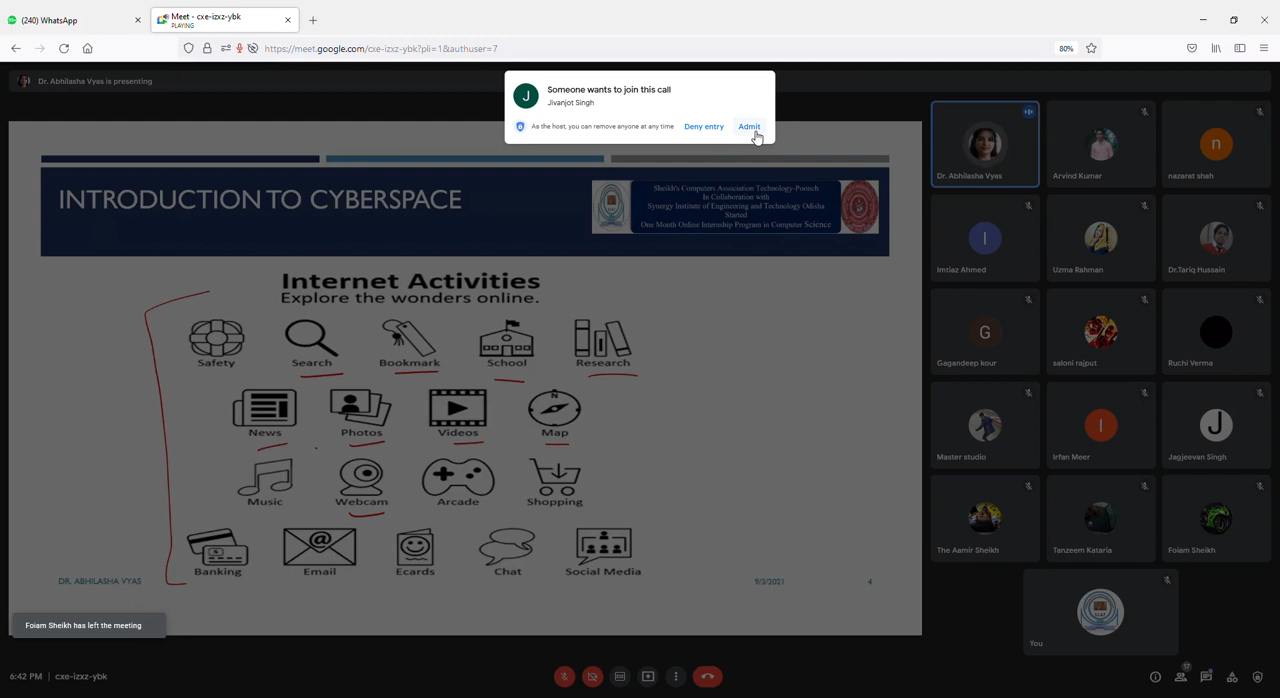 (240) WhatsApp
Meet - cxe-izxz-ybk
PLAYING
https://meet.google.com/cxe-izxz-ybk?pli=1&authuser=7
80%
Dr. Abhilasha Vyas is presenting
J
Someone wants to join this call
Jivanjot Singh
As the host, you can remove anyone at any time
Deny entry
Admit
INTRODUCTION TO CYBERSPACE
Sheikh's Computers Association Technology-Poonch
In Collaboration with
Synergy Institute of Engineering and Technology Odisha
Started
One Month Online Internship Program in Computer Science
Internet Activities
Explore the wonders online.
Safety
Search
Bookmark
School
Research
News
Photos
Videos
N
Map
Music
Webcam
Arcade
Shopping
Banking
Email
Ecards
Chat
Social Media
DR. ABHILASHA VYAS
9/3/2021
4
Foiam Sheikh has left the meeting
Dr. Abhilasha Vyas
Arvind Kumar
n
nazarat shah
I
Imtiaz Ahmed
Uzma Rahman
Dr.Tariq Hussain
G
Gagandeep kour
saloni rajput
Ruchi Verma
Master studio
I
Irfan Meer
J
Jagjeevan Singh
The Aamir Sheikh
Tanzeem Kataria
Foiam Sheikh
You
6:42 PM | cxe-izxz-ybk
17